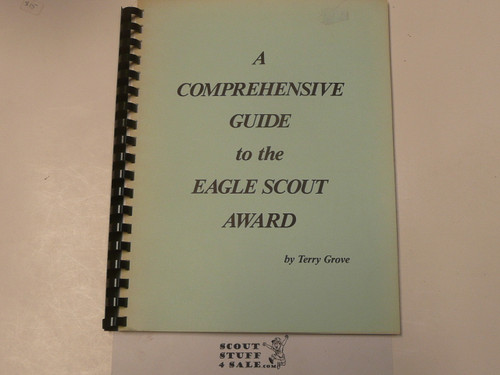 A
COMPREHENSIVE
GUIDE
to the
EAGLE SCOUT
AWARD
by Terry Grove
SCOUT
STUFF
4 SALE.com